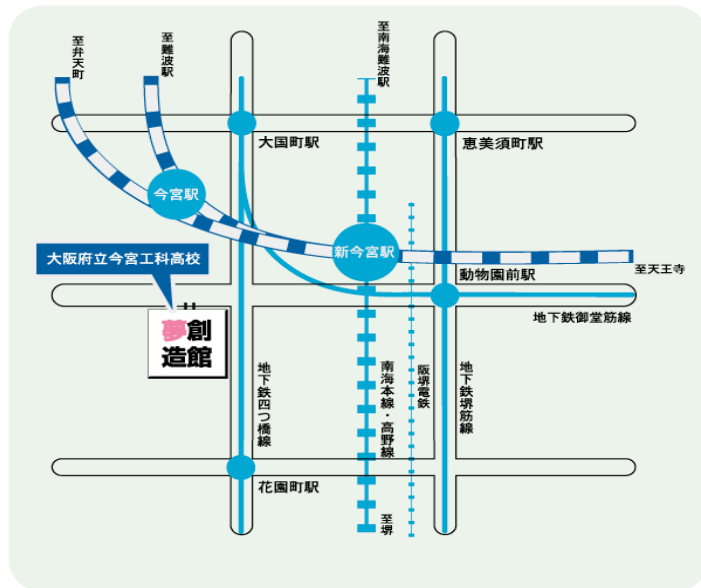 至弁天町
至難波駅
至南海難波駅
大国町駅
恵美須町駅
今宮駅
新今宮駅
大阪府立今宮工科高校
動物園前駅
至天王寺
夢創
造館
地下鉄御堂筋線
地下鉄四つ橋線
南海本線・高野線
阪堺電鉄
地下鉄堺筋線
花園町駅
至堺